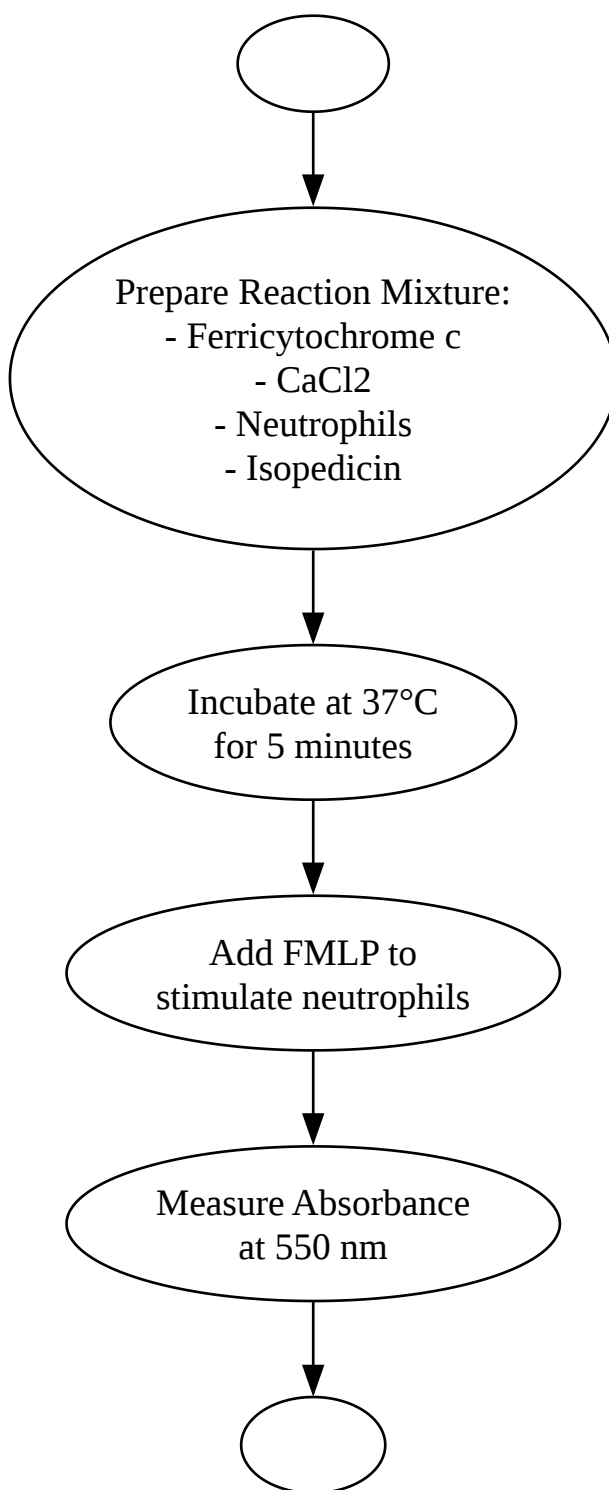 Prepare Reaction Mixture:
- Ferricytochrome c
- CaCl2
- Neutrophils
- Isopedicin
Incubate at 37°C
for 5 minutes
Add FMLP to
stimulate neutrophils
Measure Absorbance
at 550 nm